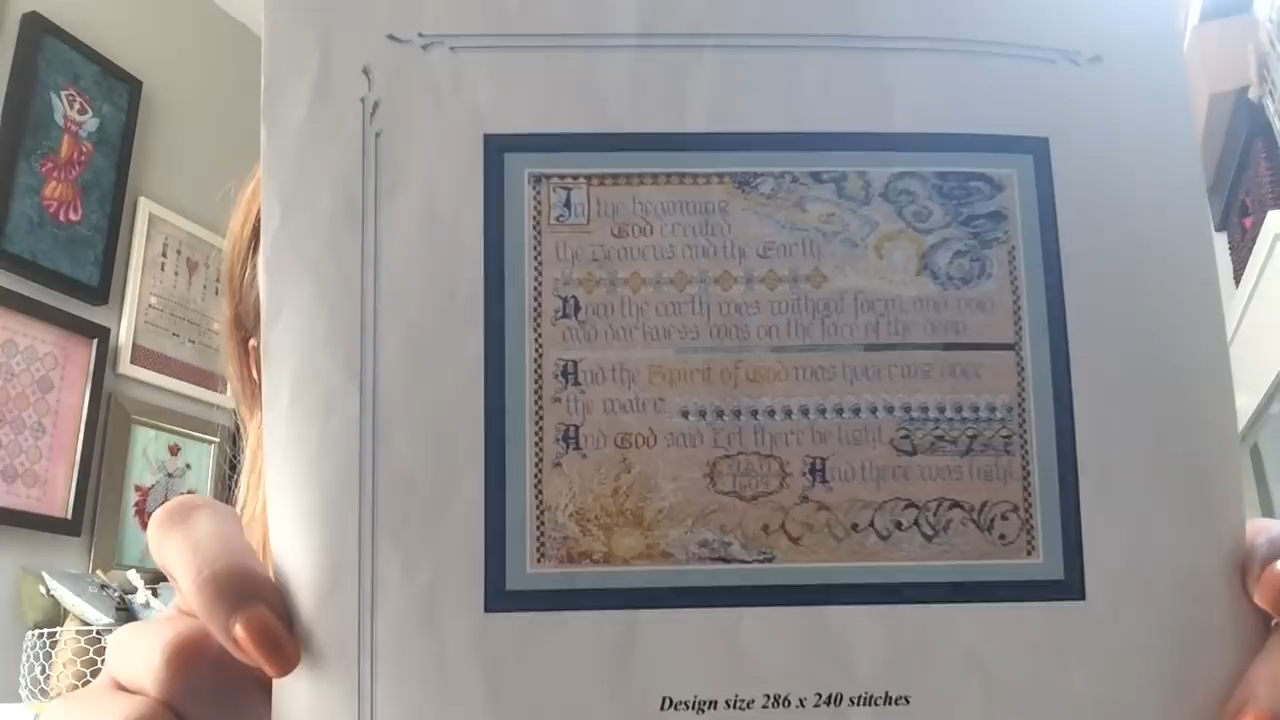 In the beginning
God created
the Heavens and the Earth
Now the earth was without form, and void
and darkness was on the face of the deep
And the Spirit of God was hovering over
the water
And God said Let there be light
And there was light
Design size 286 x 240 stitches